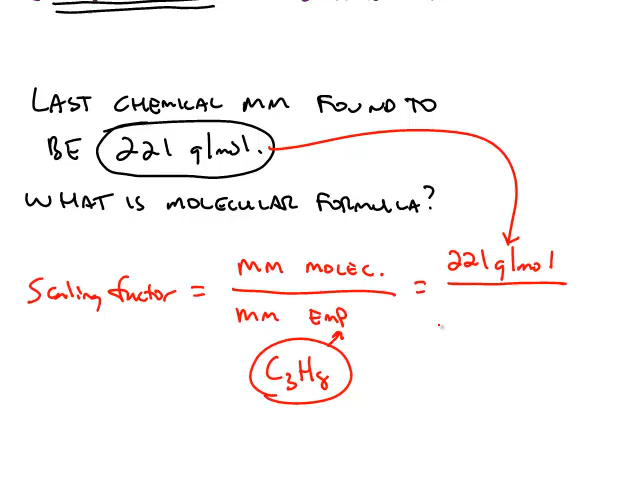 LAST CHEMICAL MM FOUND TO
BE 221 g/mol.
WHAT IS MOLECULAR FORMULA?
Scaling factor = MM MOLEC. / MM EMP = 221 g/mol
C₃H₈